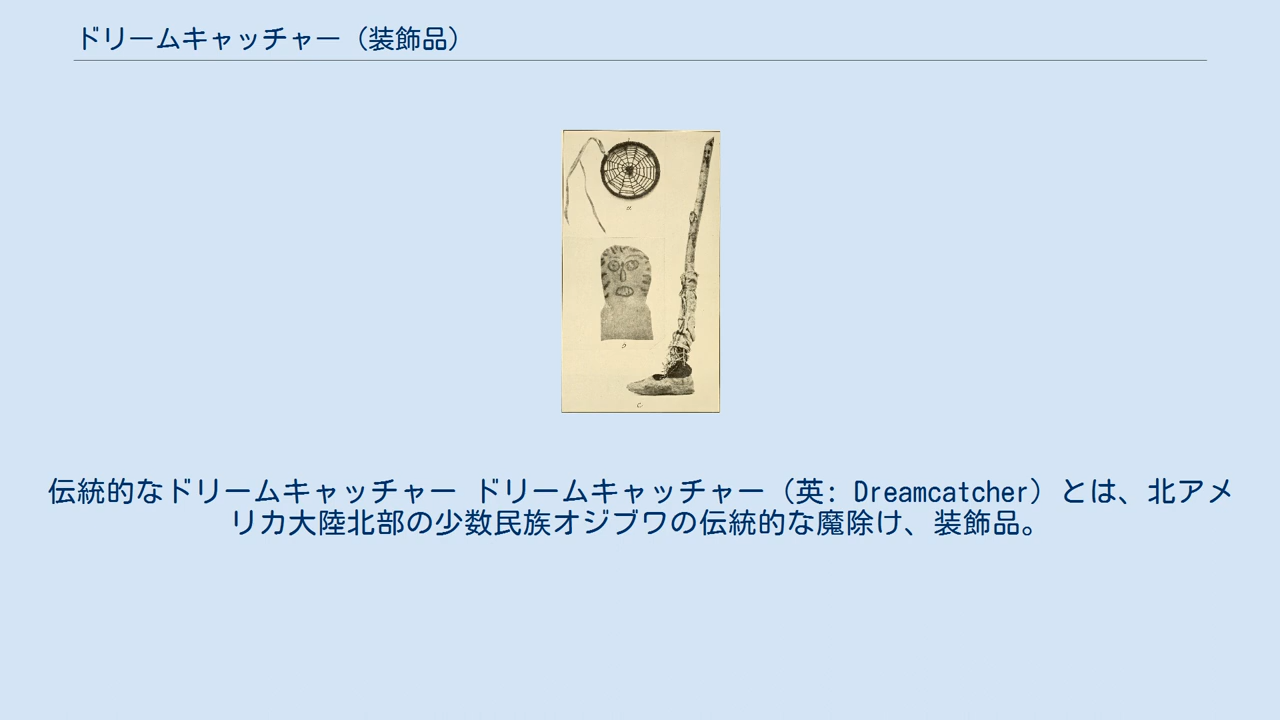 ドリームキャッチャー（装飾品）
a
b
c
伝統的なドリームキャッチャー ドリームキャッチャー（英: Dreamcatcher）とは、北アメ
リカ大陸北部の少数民族オジブワの伝統的な魔除け、装飾品。